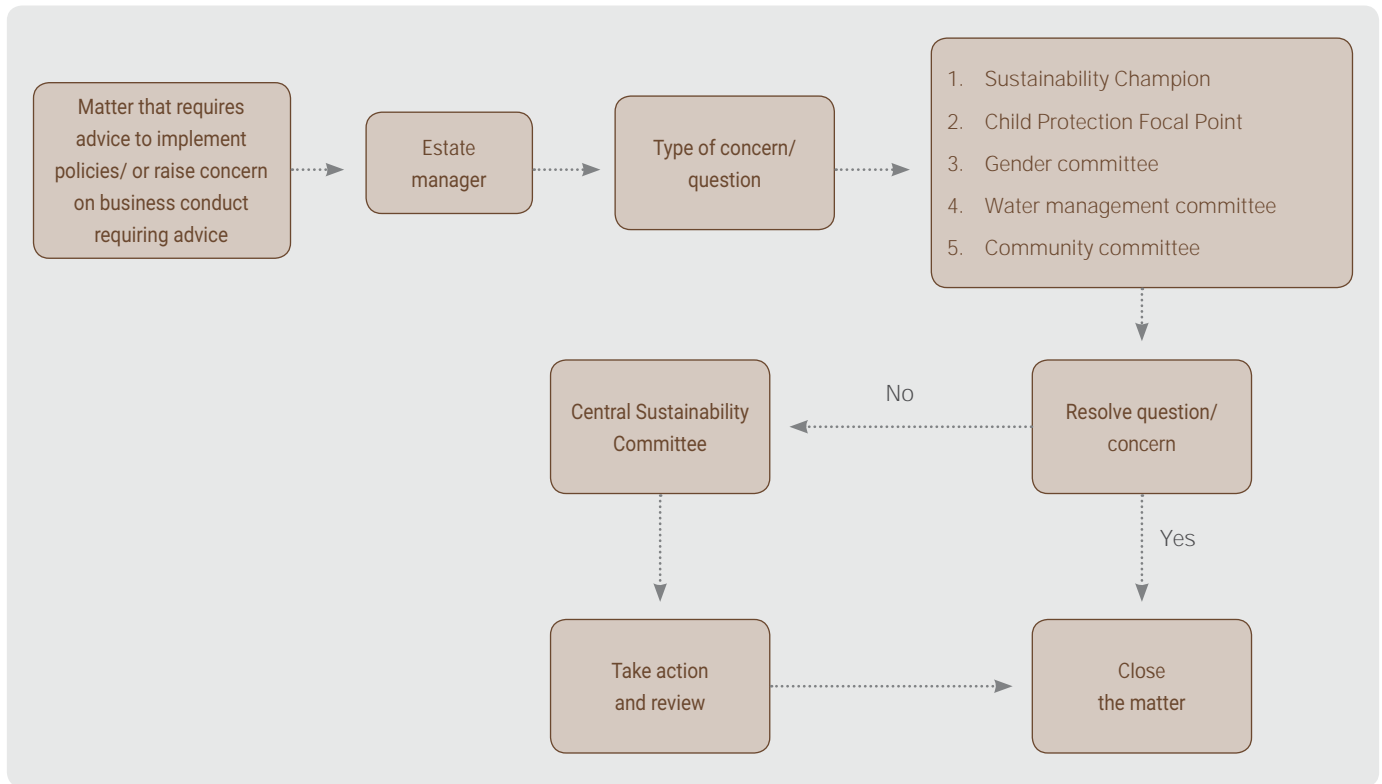 Matter that requires
advice to implement
policies/ or raise concern
on business conduct
requiring advice
Estate
manager
Type of concern/
question
1. Sustainability Champion
2. Child Protection Focal Point
3. Gender committee
4. Water management committee
5. Community committee
Resolve question/
concern
No
Central Sustainability
Committee
Yes
Take action
and review
Close
the matter